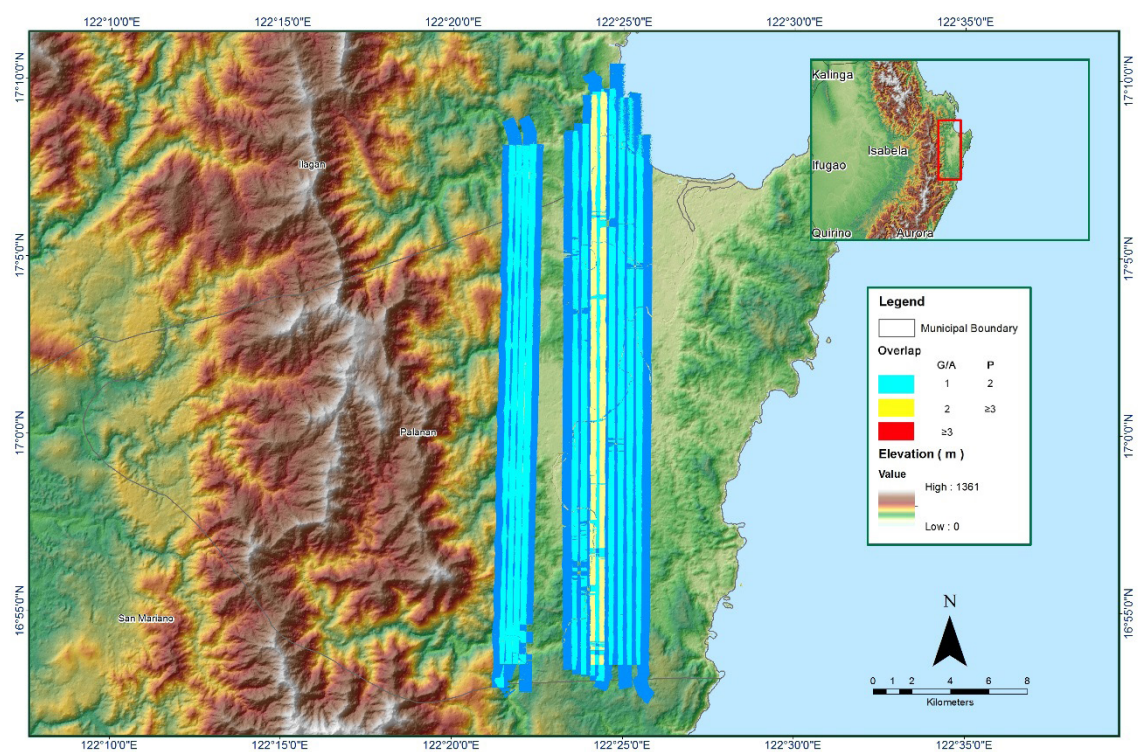 122°10'0"E 122°15'0"E 122°20'0"E 122°25'0"E 122°30'0"E 122°35'0"E
17°10'0"N 17°10'0"N
Kalinga
Isabela
Ifugao
Quirino Aurora
Ilagan
17°5'0"N 17°5'0"N
Legend
Municipal Boundary
Overlap
G/A P
1 2
2 ≥3
≥3
Elevation ( m )
Value
High : 1361
Low : 0
17°0'0"N 17°0'0"N
Palanan
San Mariano
16°55'0"N 16°55'0"N
N
0 1 2 4 6 8
Kilometers
122°10'0"E 122°15'0"E 122°20'0"E 122°25'0"E 122°30'0"E 122°35'0"E